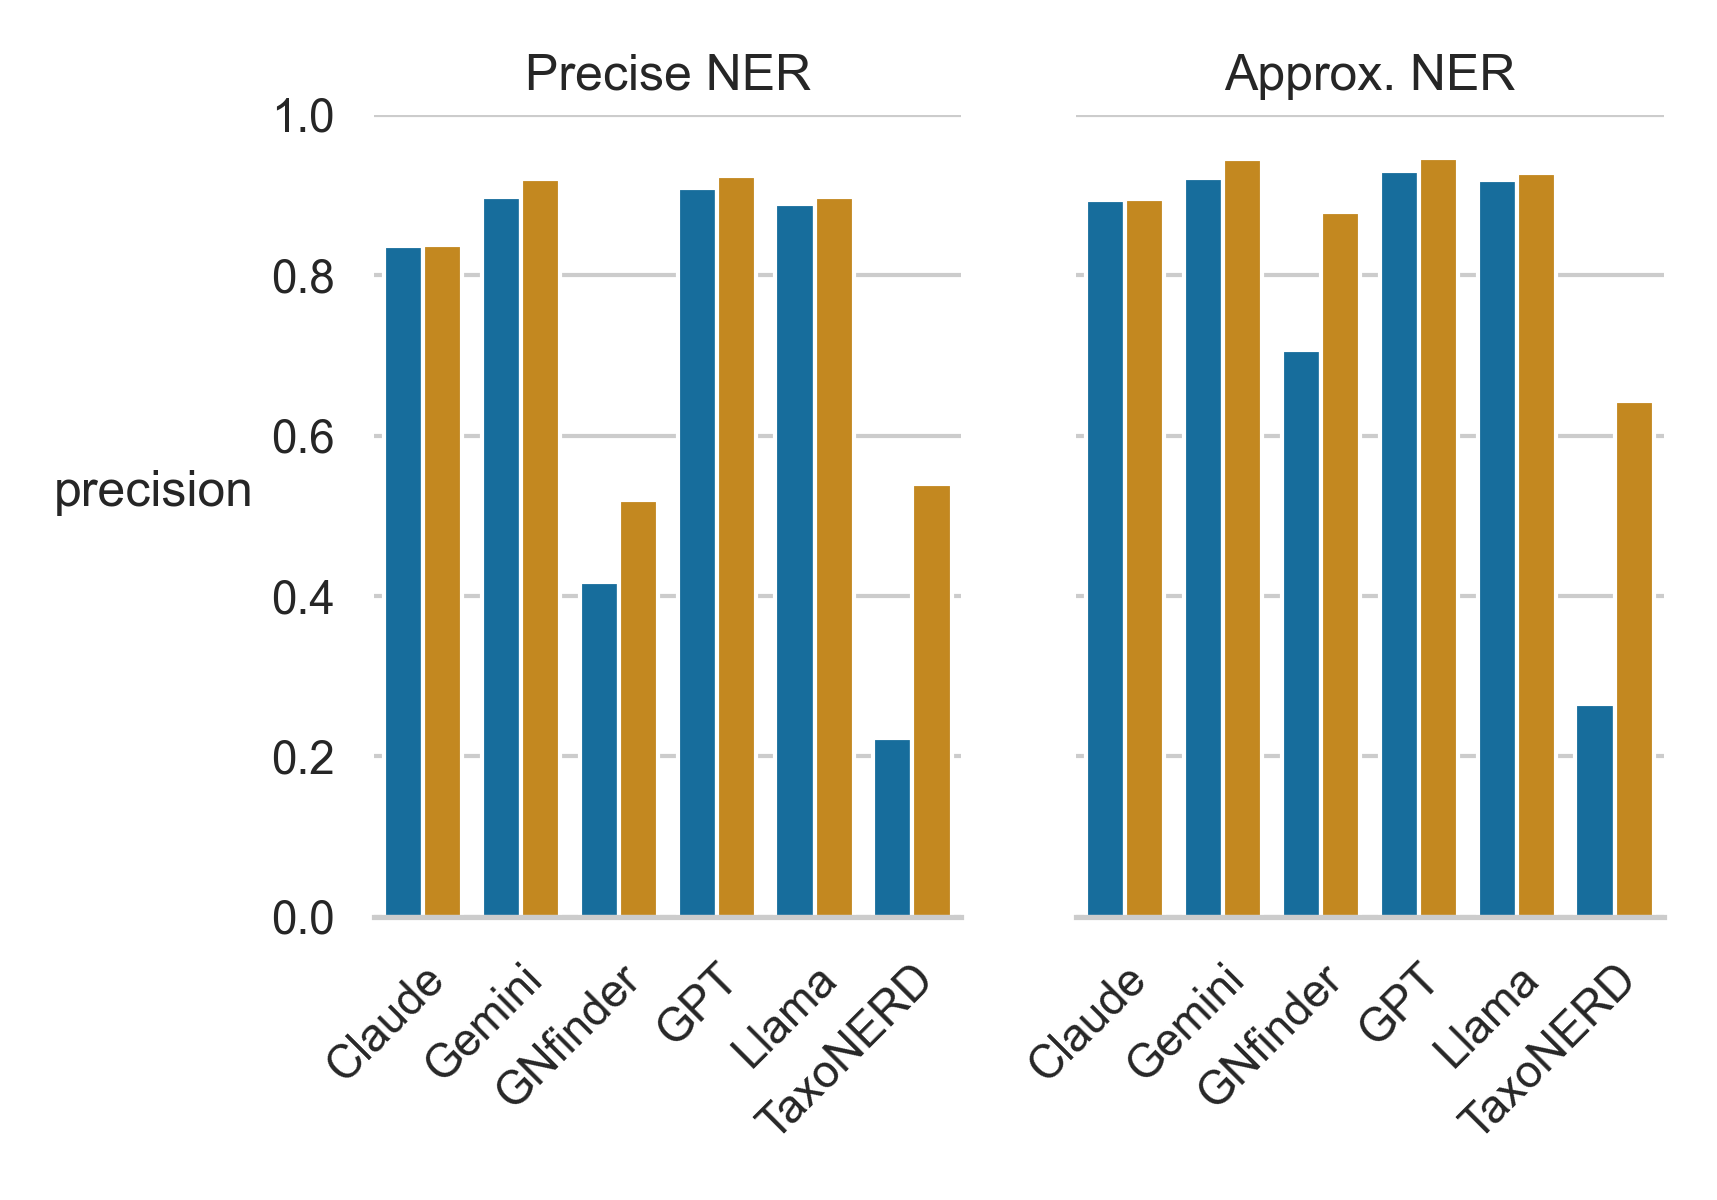 Precise NER
Approx. NER
1.0
0.8
0.6
precision
0.4
0.2
0.0
Claude
Gemini
GNfinder
GPT
Llama
TaxoNERD
Claude
Gemini
GNfinder
GPT
Llama
TaxoNERD